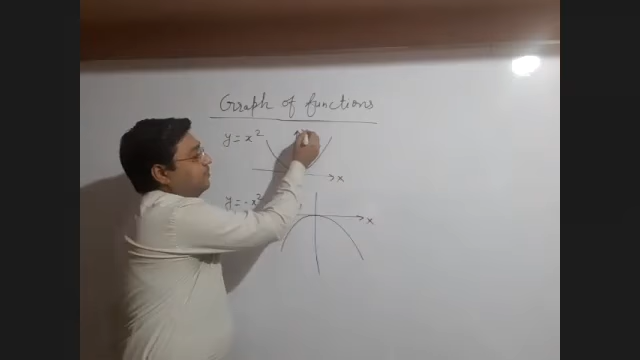 Graph of functions
y = x²
x
y = -x²
x